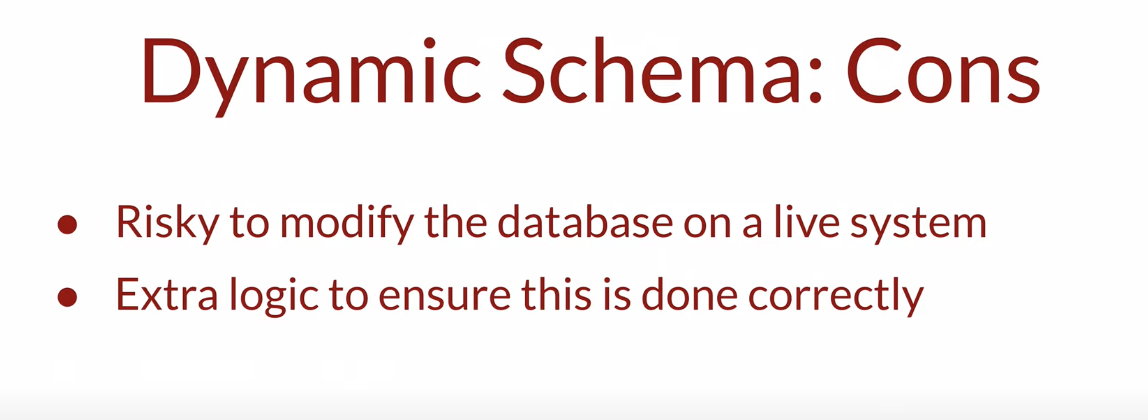 Dynamic Schema: Cons
● Risky to modify the database on a live system
● Extra logic to ensure this is done correctly